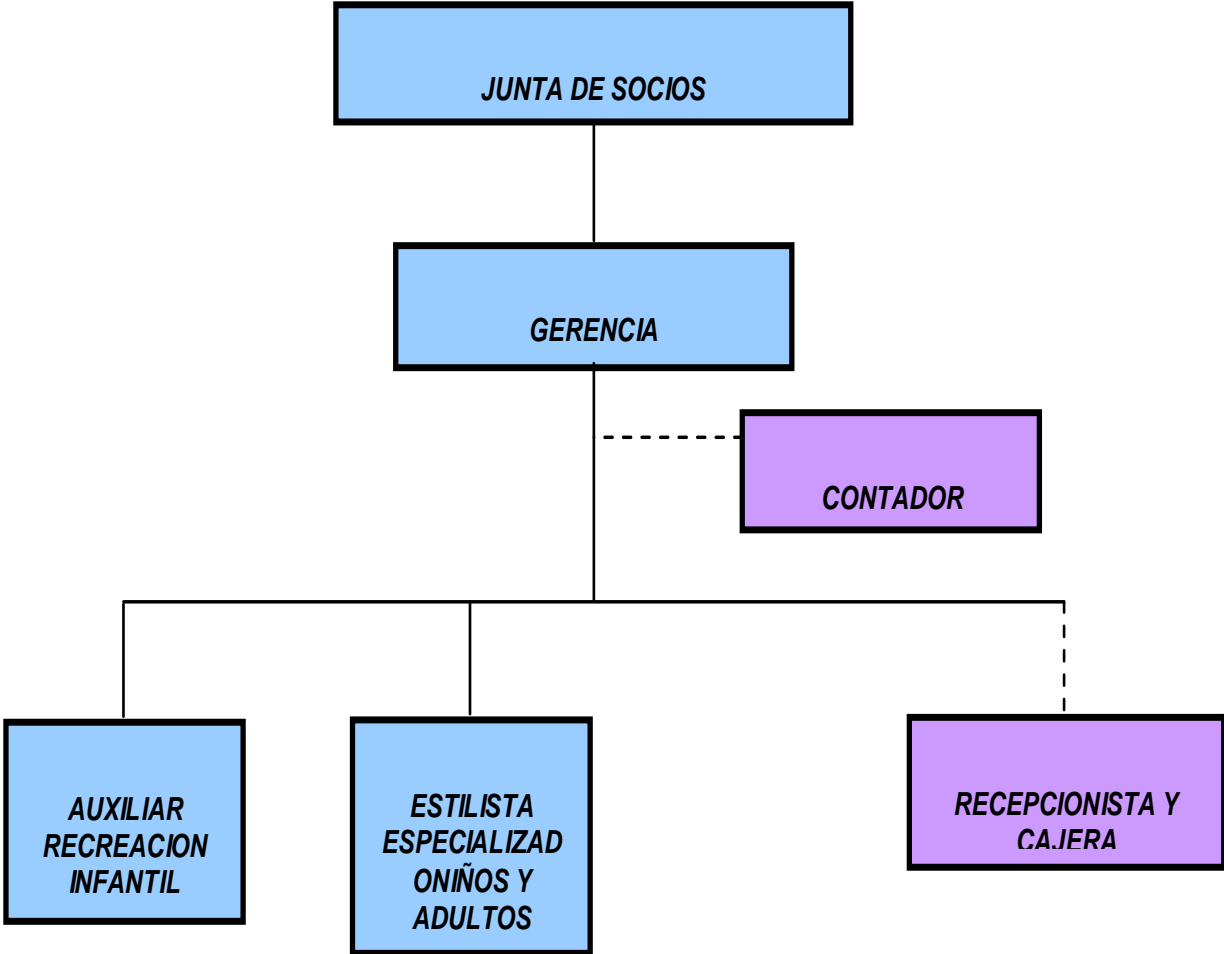 JUNTA DE SOCIOS
GERENCIA
CONTADOR
AUXILIAR
RECREACION
INFANTIL
ESTILISTA
ESPECIALIZAD
ONIÑOS Y
ADULTOS
RECEPCIONISTA Y
CAJERA